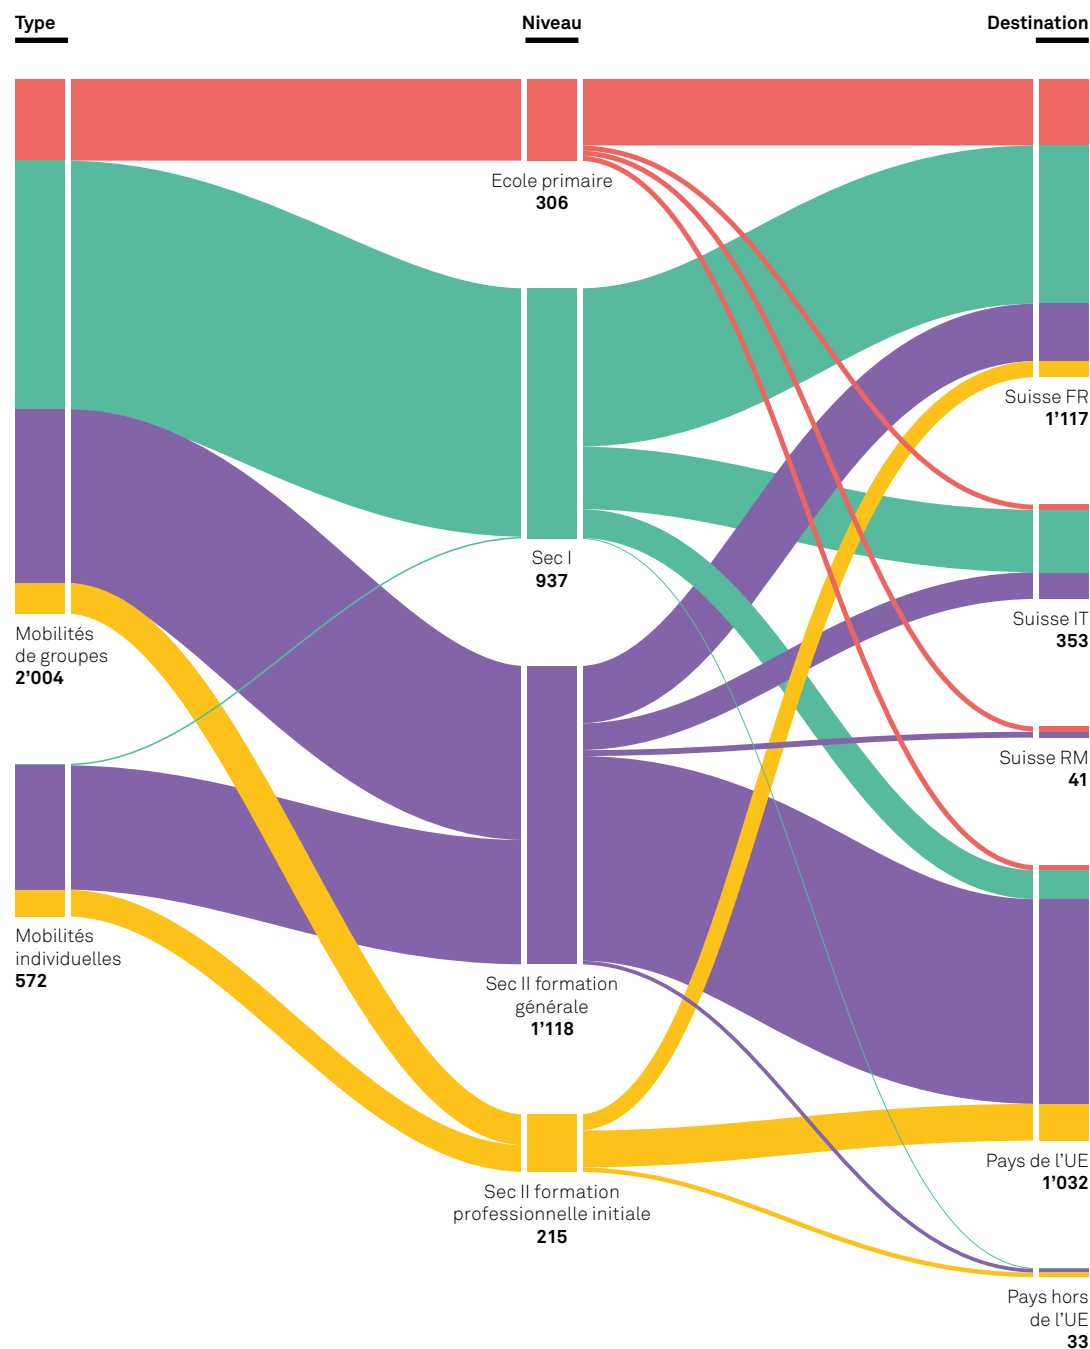 Type
Niveau
Destination
Ecole primaire
306
Suisse FR
1’117
Sec I
937
Suisse IT
353
Mobilités
de groupes
2’004
Suisse RM
41
Mobilités
individuelles
572
Sec II formation
générale
1’118
Pays de l’UE
1’032
Sec II formation
professionnelle initiale
215
Pays hors
de l’UE
33